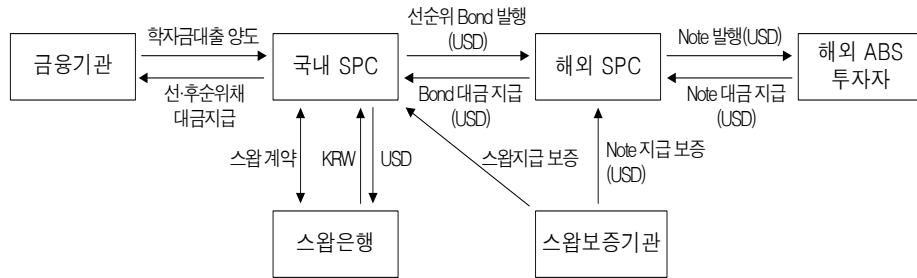 학자금대출 양도
선순위 Bond 발행
(USD)
Note 발행(USD)
금융기관
국내 SPC
해외 SPC
해외 ABS
투자자
선·후순위채
대금지급
Bond 대금 지급
(USD)
Note 대금 지급
(USD)
스왑 계약
KRW
USD
스왑지급 보증
Note 지급 보증
(USD)
스왑은행
스왑보증기관